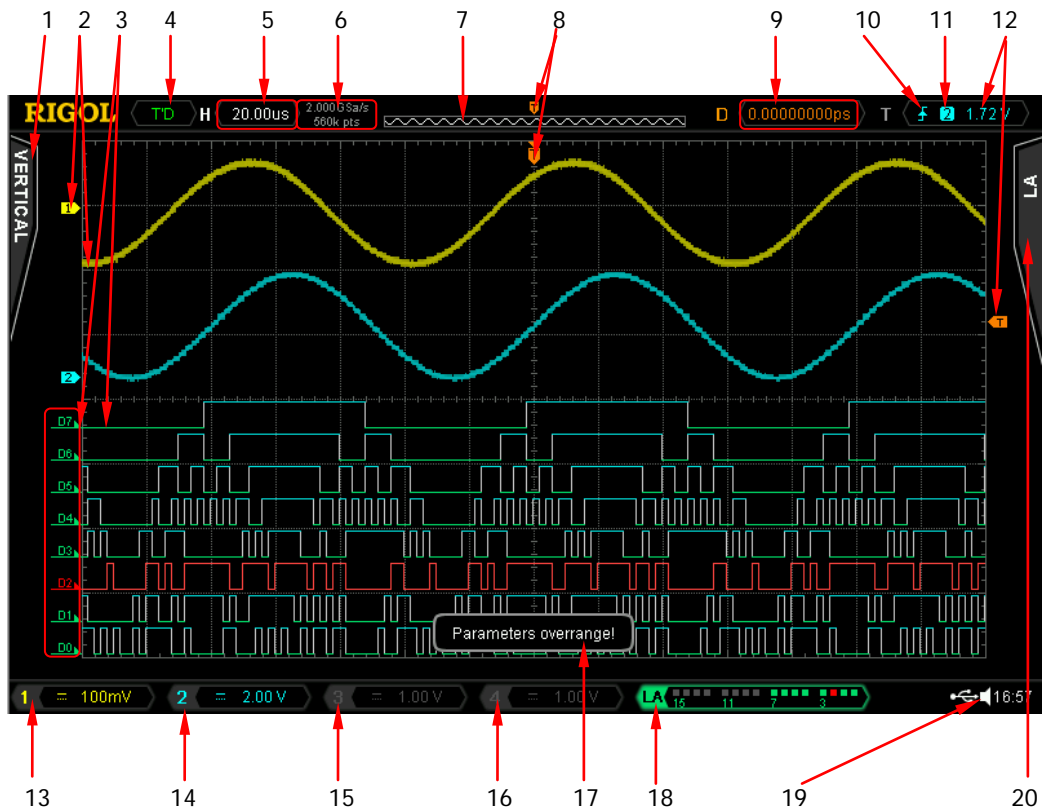 1 2 3 4 5 6 7 8 9 10 11 12
RIGOL T'D H 20.00us 2.000GSa/s D 0.00000000ps T 2 1.72 V
560k pts
T
T
VERTICAL
LA
1
T
2
D7
D6
D5
D4
D3
D2
D1
D0
Parameters overrange!
1 100mV 2 2.00 V 3 1.00 V 4 1.00 V LA 15 11 7 3 16:57
13 14 15 16 17 18 19 20